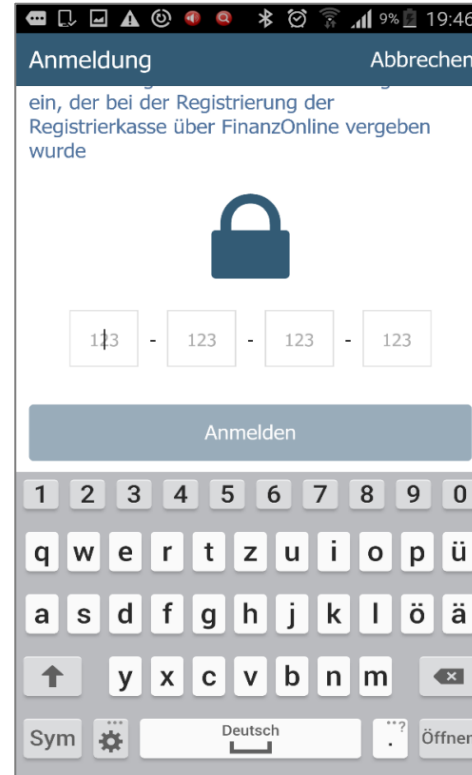 9% 19:46
Anmeldung Abbrechen
ein, der bei der Registrierung der
Registrierkasse über FinanzOnline vergeben
wurde
123 - 123 - 123 - 123
Anmelden
1 2 3 4 5 6 7 8 9 0
q w e r t z u i o p ü
a s d f g h j k l ö ä
y x c v b n m
Sym Deutsch . ...? Öffnen